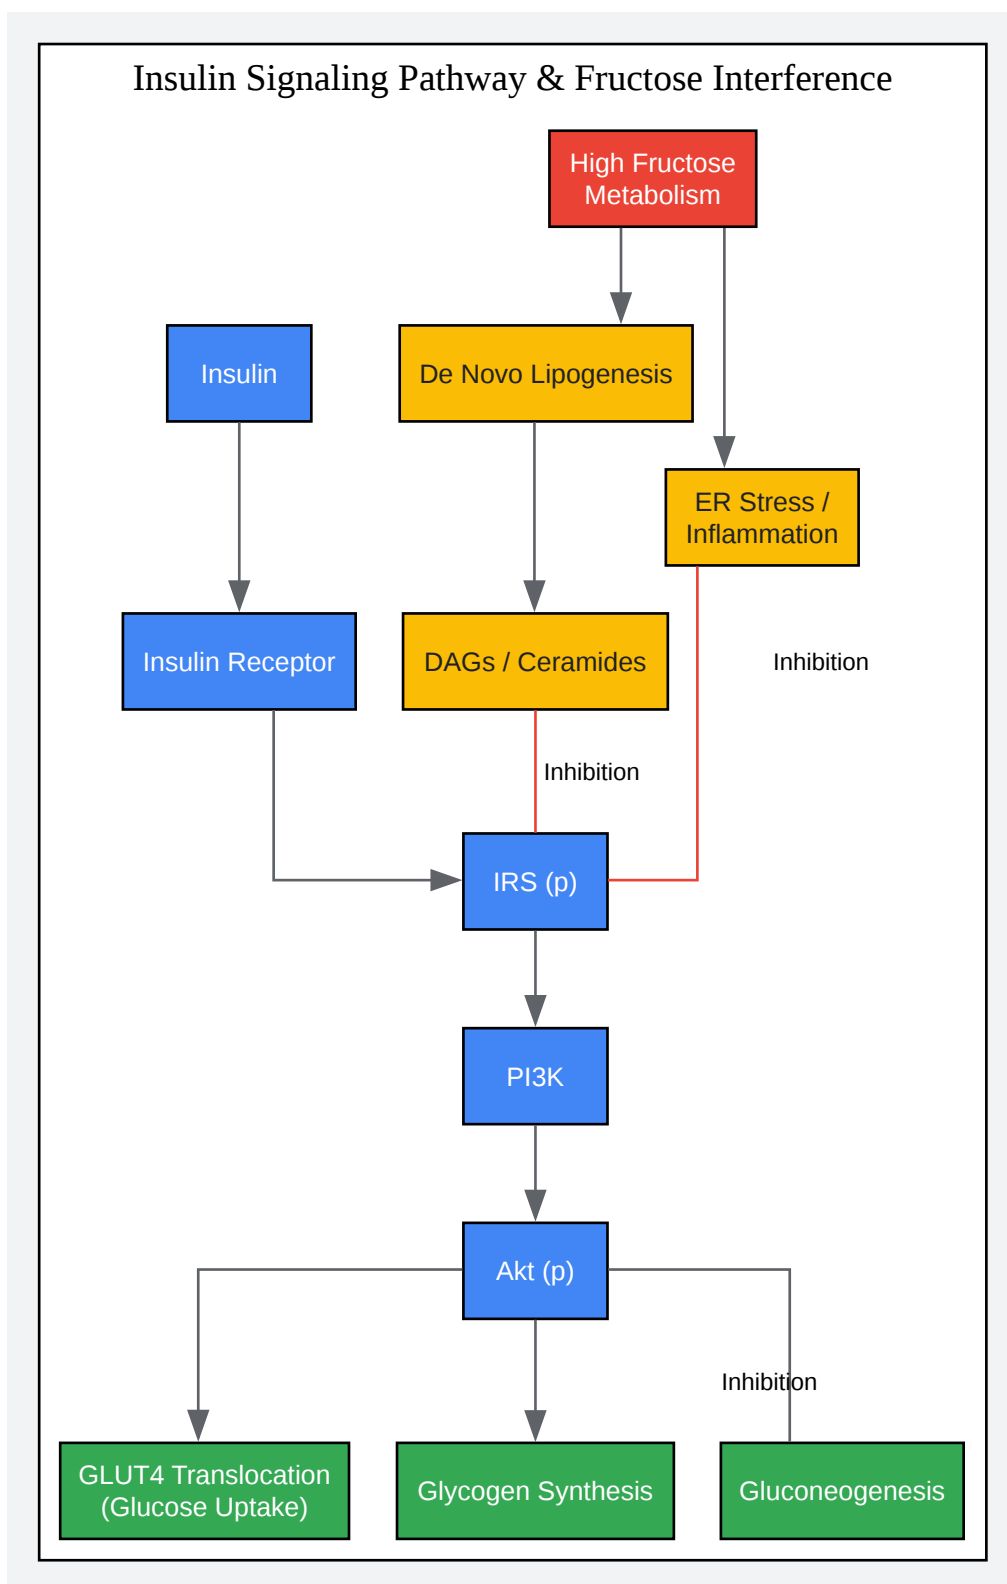 Insulin Signaling Pathway & Fructose Interference
High Fructose
Metabolism
Insulin
De Novo Lipogenesis
ER Stress /
Inflammation
Insulin Receptor
DAGs / Ceramides
Inhibition
Inhibition
IRS (p)
PI3K
Akt (p)
Inhibition
GLUT4 Translocation
(Glucose Uptake)
Glycogen Synthesis
Gluconeogenesis